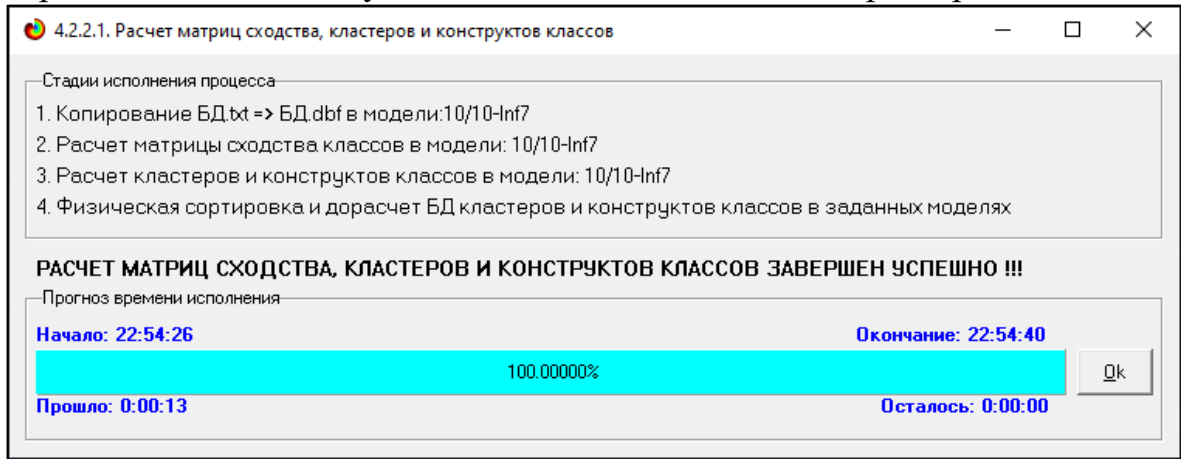 4.2.2.1. Расчет матриц сходства, кластеров и конструктов классов
Стадии исполнения процесса
1. Копирование БД.txt => БД.dbf в модели:10/10-Inf7
2. Расчет матрицы сходства классов в модели: 10/10-Inf7
3. Расчет кластеров и конструктов классов в модели: 10/10-Inf7
4. Физическая сортировка и дорасчет БД кластеров и конструктов классов в заданных моделях
РАСЧЕТ МАТРИЦ СХОДСТВА, КЛАСТЕРОВ И КОНСТРУКТОВ КЛАССОВ ЗАВЕРШЕН УСПЕШНО !!!
Прогноз времени исполнения
Начало: 22:54:26 Окончание: 22:54:40
100.00000% Ok
Прошло: 0:00:13 Осталось: 0:00:00